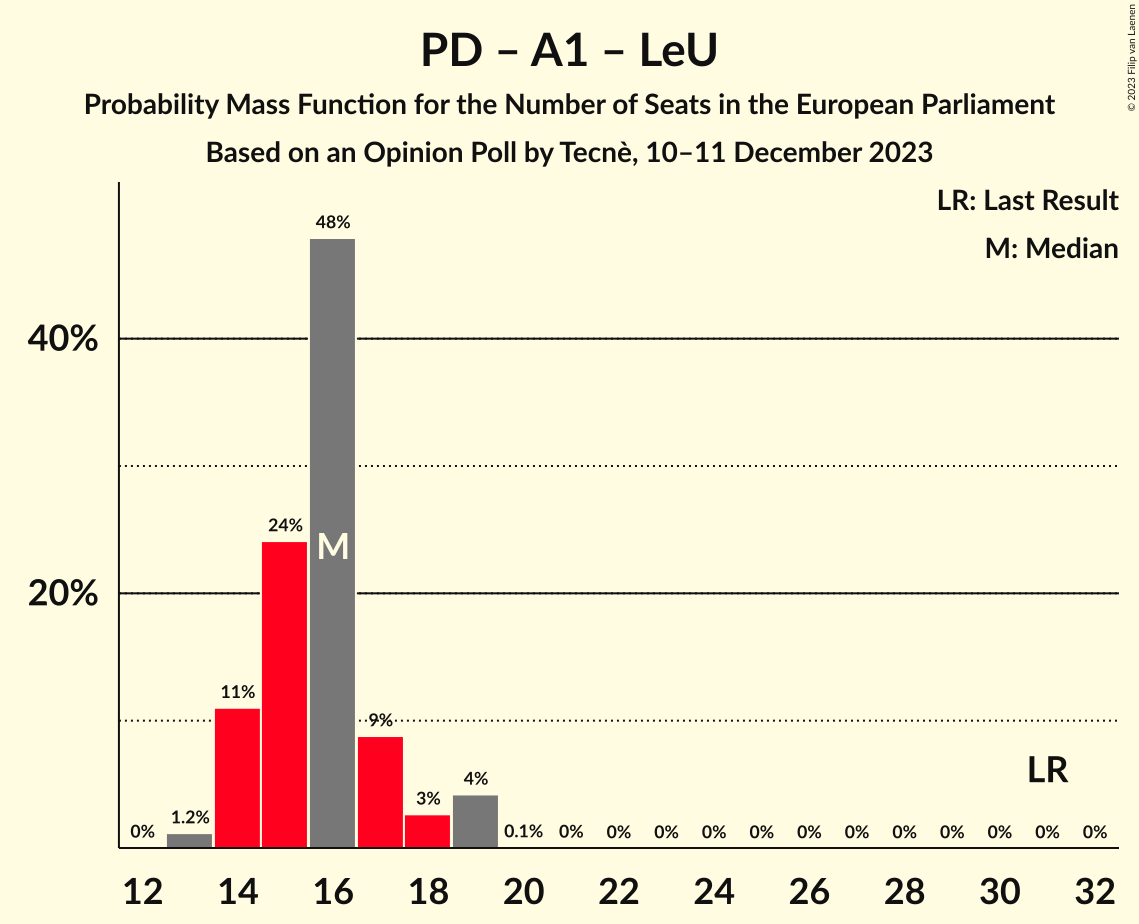 PD – A1 – LeU
Probability Mass Function for the Number of Seats in the European Parliament
Based on an Opinion Poll by Tecnè, 10–11 December 2023
© 2023 Filip van Laenen
LR: Last Result
M: Median
40%
20%
0%
1.2%
11%
24%
48%
M
9%
3%
4%
0.1%
0%
0%
0%
0%
0%
0%
0%
0%
0%
0%
0%
0%
LR
12 14 16 18 20 22 24 26 28 30 32